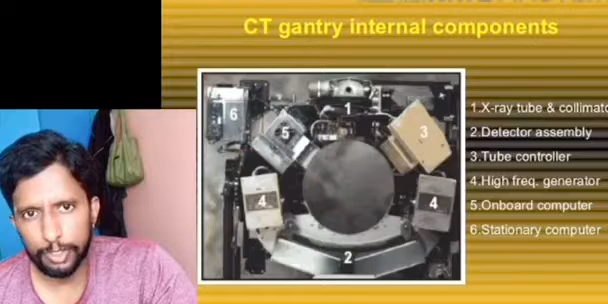 CT gantry internal components
6
1
1.X-ray tube & collimato
5
3
2.Detector assembly
3.Tube controller
4
4
4.High freq. generator
5.Onboard computer
2
6.Stationary computer